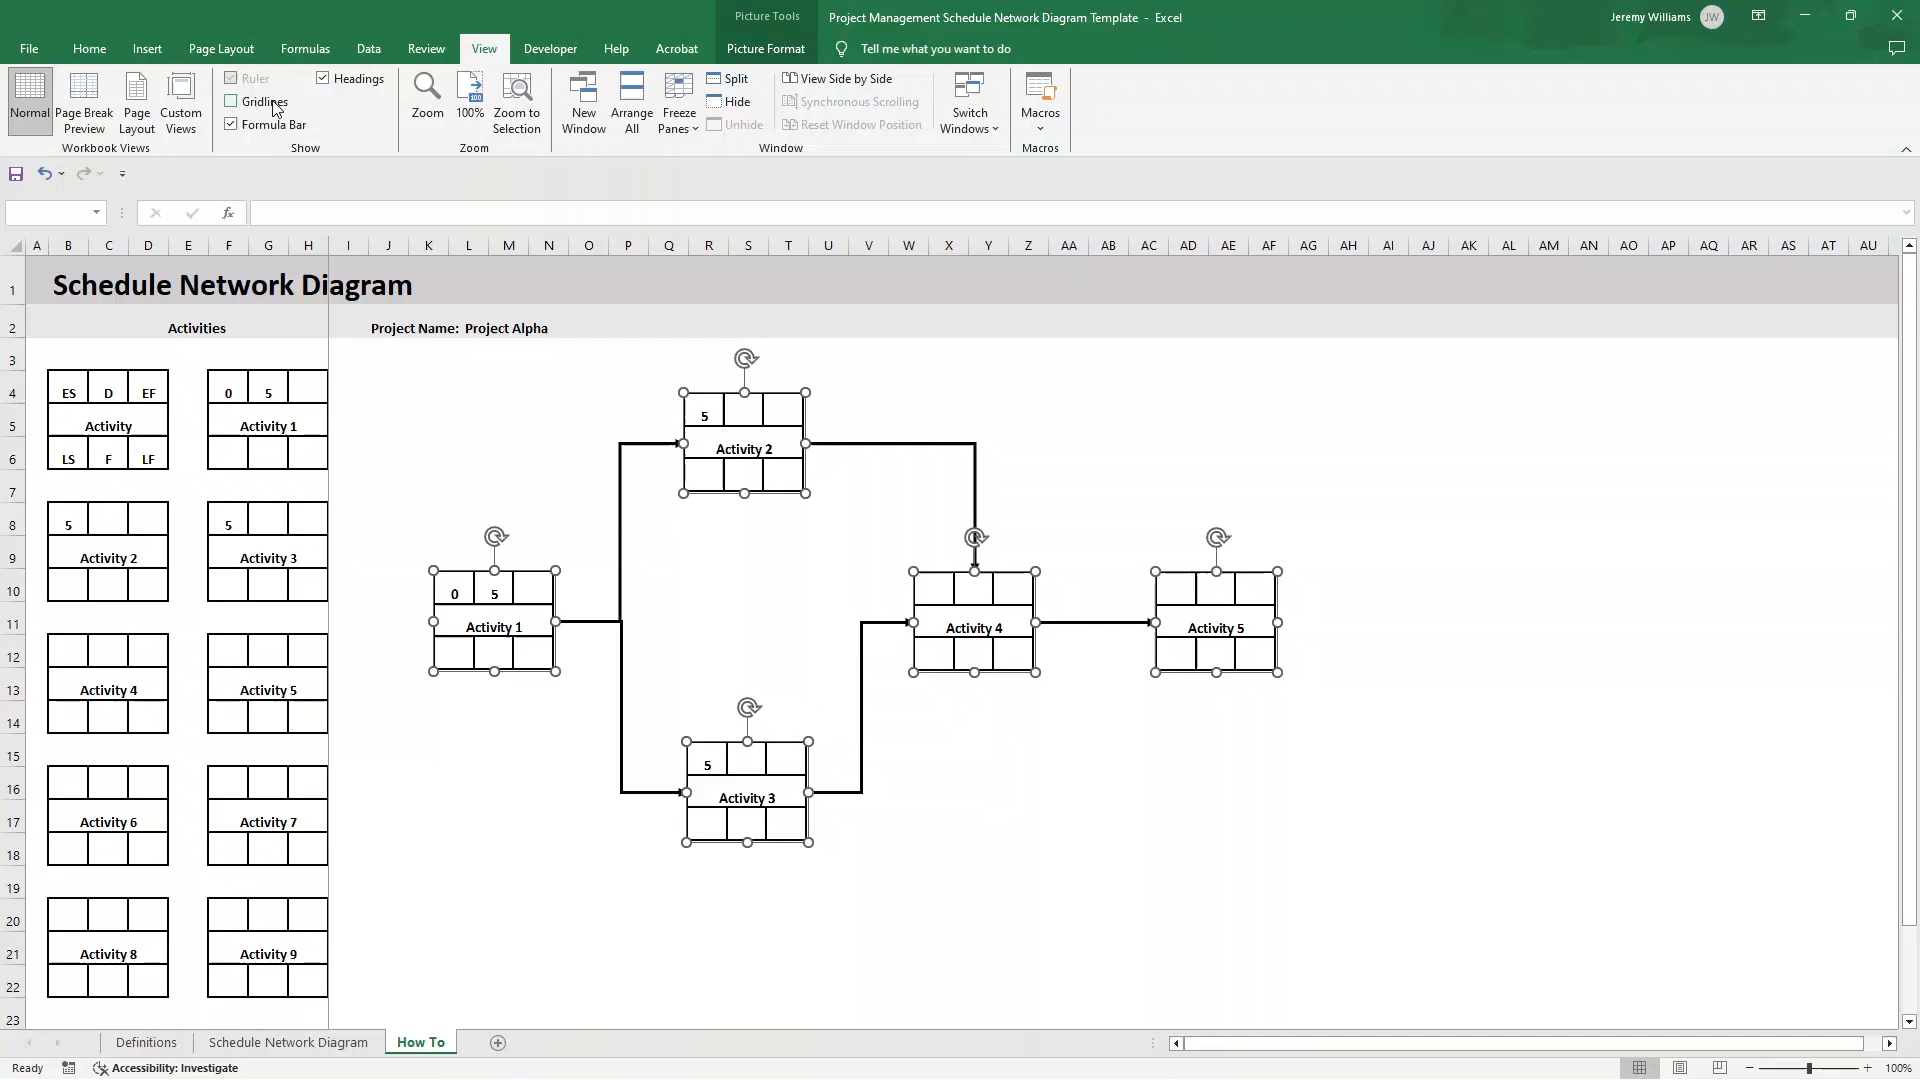 Picture Tools
Project Management Schedule Network Diagram Template - Excel
Jeremy Williams JW
File Home Insert Page Layout Formulas Data Review View Developer Help Acrobat Picture Format Tell me what you want to do
Normal
Page Break Preview
Page Layout
Custom Views
Workbook Views
Ruler
Gridlines
Formula Bar
Headings
Show
Zoom
100
100%
Zoom to Selection
Zoom
New Window
Arrange All
Freeze Panes
Split
Hide
Unhide
View Side by Side
Synchronous Scrolling
Reset Window Position
Window
Switch Windows
Macros
Macros
fx
A B C D E F G H I J K L M N O P Q R S T U V W X Y Z AA AB AC AD AE AF AG AH AI AJ AK AL AM AN AO AP AQ AR AS AT AU
1 Schedule Network Diagram
2 Activities Project Name: Project Alpha
3
4 ES D EF 0 5
5 Activity Activity 1
6 LS F LF
7
8 5 5
9 Activity 2 Activity 3
10
11
12
13 Activity 4 Activity 5
14
15
16
17 Activity 6 Activity 7
18
19
20
21 Activity 8 Activity 9
22
23
5
Activity 2
0 5
Activity 1
Activity 4
Activity 5
5
Activity 3
Definitions Schedule Network Diagram How To
Ready Accessibility: Investigate 100%